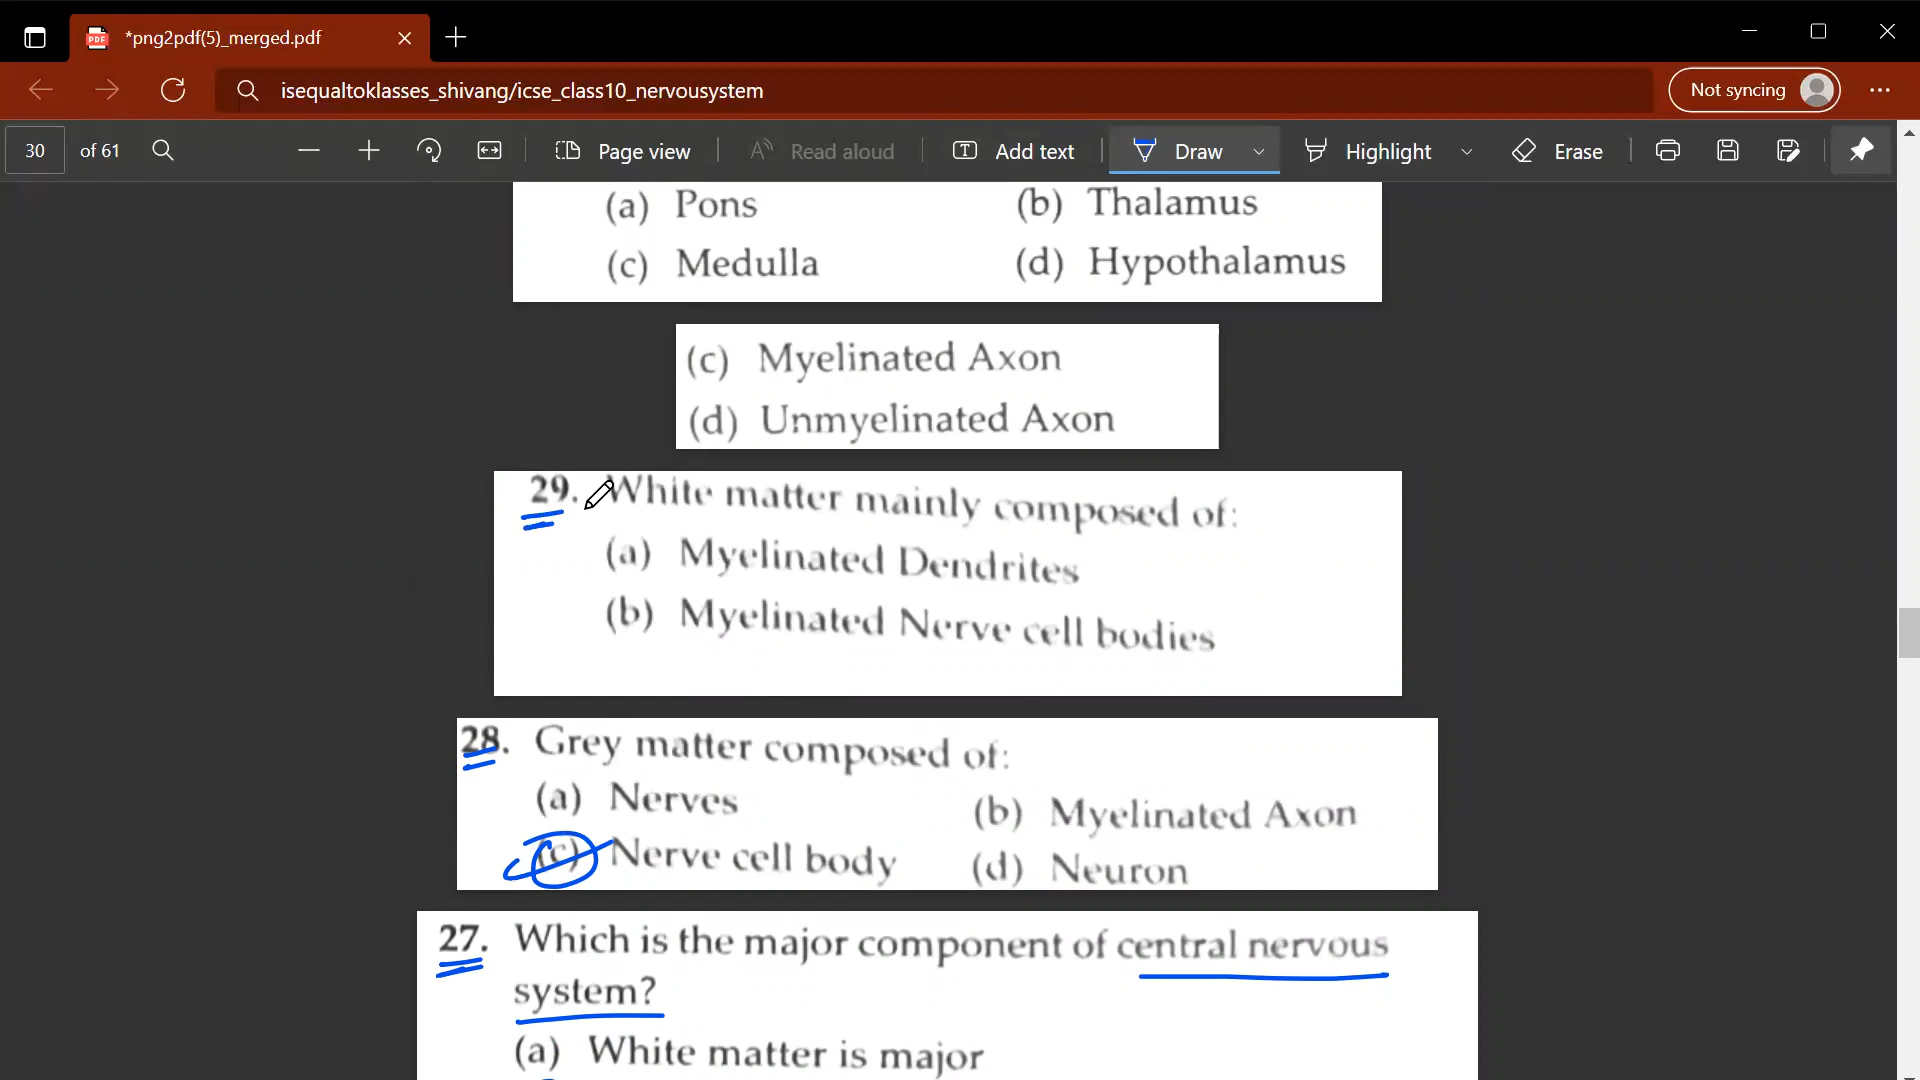 *png2pdf(5)_merged.pdf
isequaltoklasses_shivang/icse_class10_nervousystem
Not syncing
30 of 61
Page view
Read aloud
Add text
Draw
Highlight
Erase
(a) Pons (b) Thalamus
(c) Medulla (d) Hypothalamus
(c) Myelinated Axon
(d) Unmyelinated Axon
29. White matter mainly composed of:
(a) Myelinated Dendrites
(b) Myelinated Nerve cell bodies
28. Grey matter composed of:
(a) Nerves (b) Myelinated Axon
(c) Nerve cell body (d) Neuron
27. Which is the major component of central nervous
system?
(a) White matter is major